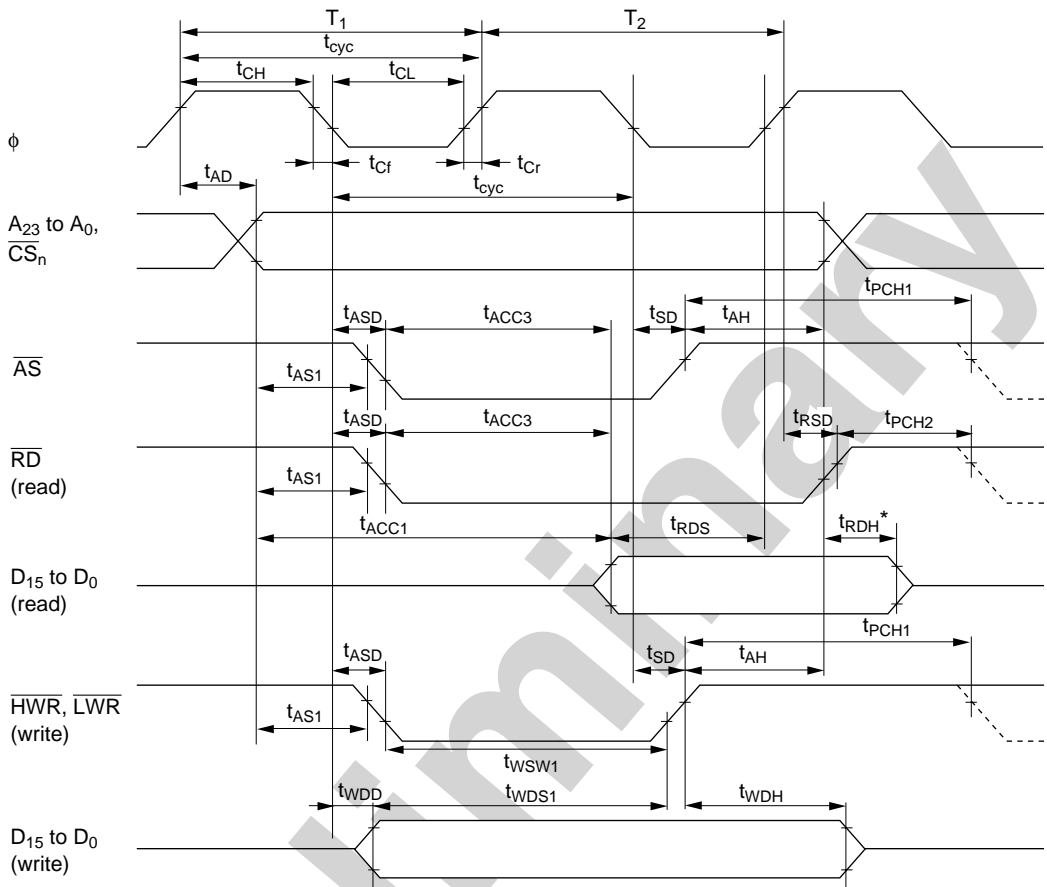 T1 T2
tcyc
tCH tCL
ϕ
tCf tCr
tAD tcyc
A23 to A0,
CSn
tPCH1
tASD tACC3 tSD tAH
AS
tAS1
tASD tACC3 tRSD tPCH2
RD
(read)
tAS1
tACC1 tRDS tRDH*
D15 to D0
(read)
tPCH1
tASD tSD tAH
HWR, LWR
(write)
tAS1
tWSW1
tWDD tWDS1 tWDH
D15 to D0
(write)
liminary